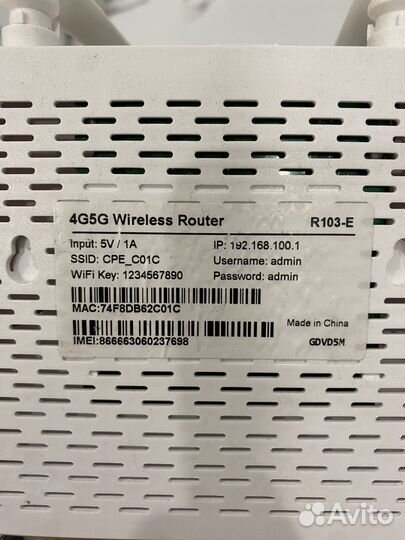 4G5G Wireless Router R103-E
Input: 5V / 1A IP: 192.168.100.1
SSID: CPE_C01C Username: admin
WiFi Key: 1234567890 Password: admin
MAC:74F8DB62C01C
Made in China
IMEI:866663060237698 GDVD5M
Avito